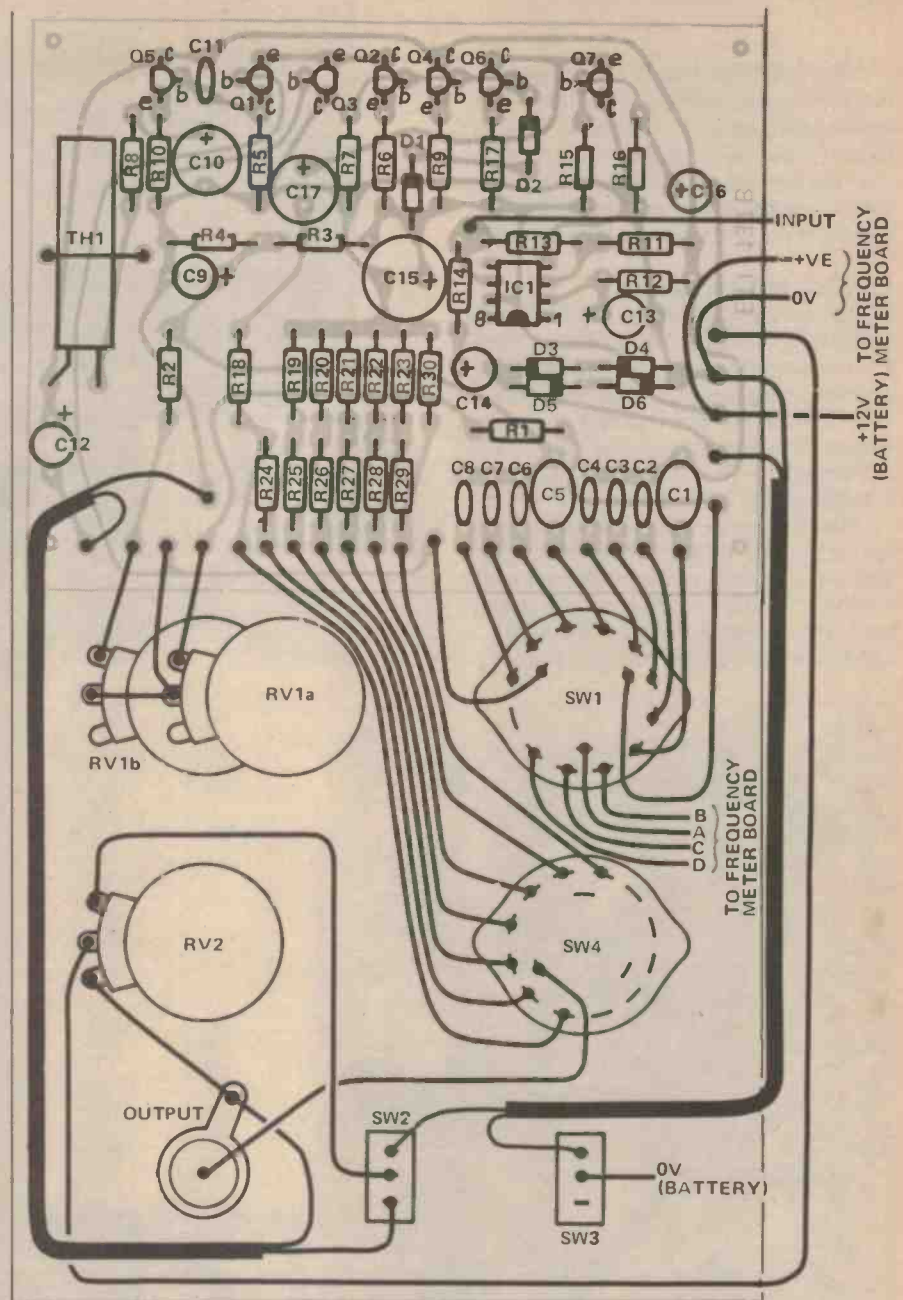 Q5 c C11 e e Q2 c Q4 c Q6 c Q7 e
b b b b b b b
e Q1 c c Q3 e e e c
R8 R10 C10 + R5 C17 + R7 R6 D1 R9 R17 D2 R15 R16 +C16
INPUT
TH1 R4 R3 R13 R11
+VE
C9 + C15 + R14 IC1 R12
0V
TO FREQUENCY METER BOARD
8 1 + C13
R2 R18 R19 R20 R21 R22 R23 R30 + C14 D3 D4
D5 D6
+12V (BATTERY)
+ C12 R1
R24 R25 R26 R27 R28 R29 C8 C7 C6 C5 C4 C3 C2 C1
RV1a SW1
RV1b
B
A
C
D
TO FREQUENCY METER BOARD
RV2 SW4
OUTPUT
SW2
0V
(BATTERY)
SW3